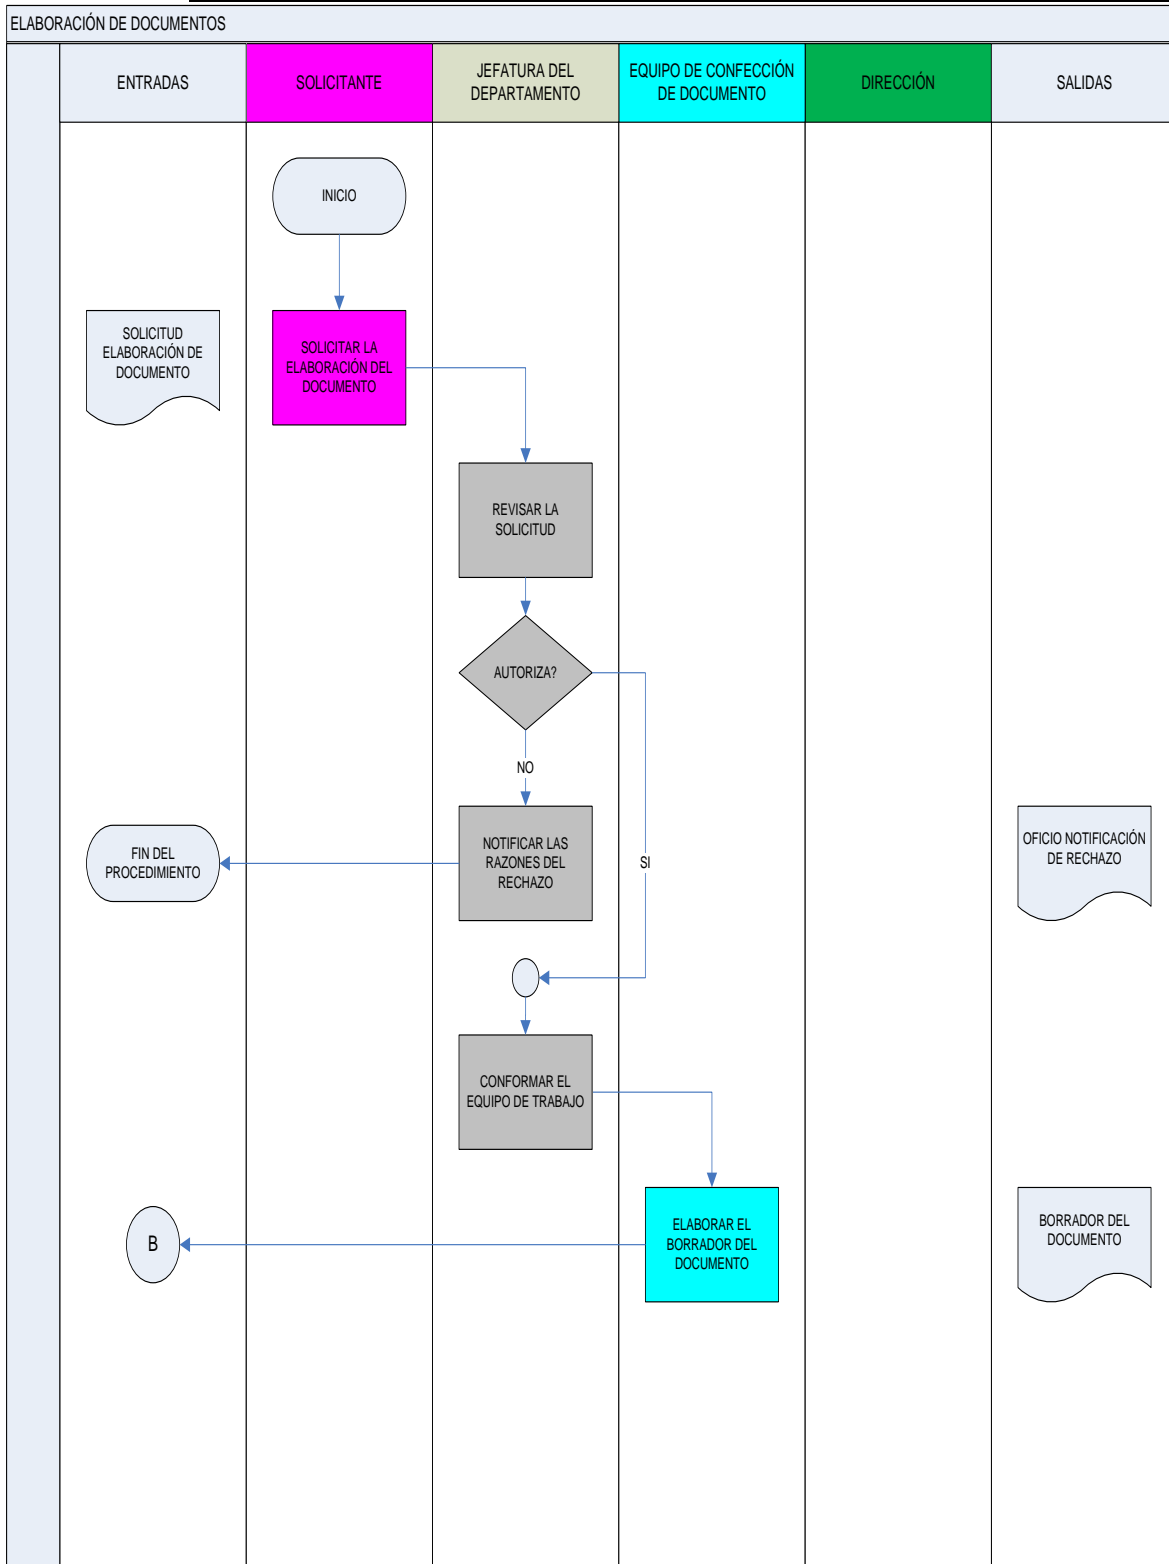 ELABORACIÓN DE DOCUMENTOS
ENTRADAS
SOLICITANTE
JEFATURA DEL
DEPARTAMENTO
EQUIPO DE CONFECCIÓN
DE DOCUMENTO
DIRECCIÓN
SALIDAS
INICIO
SOLICITUD
ELABORACIÓN DE
DOCUMENTO
SOLICITAR LA
ELABORACIÓN DEL
DOCUMENTO
REVISAR LA
SOLICITUD
AUTORIZA?
NO
SI
FIN DEL
PROCEDIMIENTO
NOTIFICAR LAS
RAZONES DEL
RECHAZO
OFICIO NOTIFICACIÓN
DE RECHAZO
CONFORMAR EL
EQUIPO DE TRABAJO
B
ELABORAR EL
BORRADOR DEL
DOCUMENTO
BORRADOR DEL
DOCUMENTO